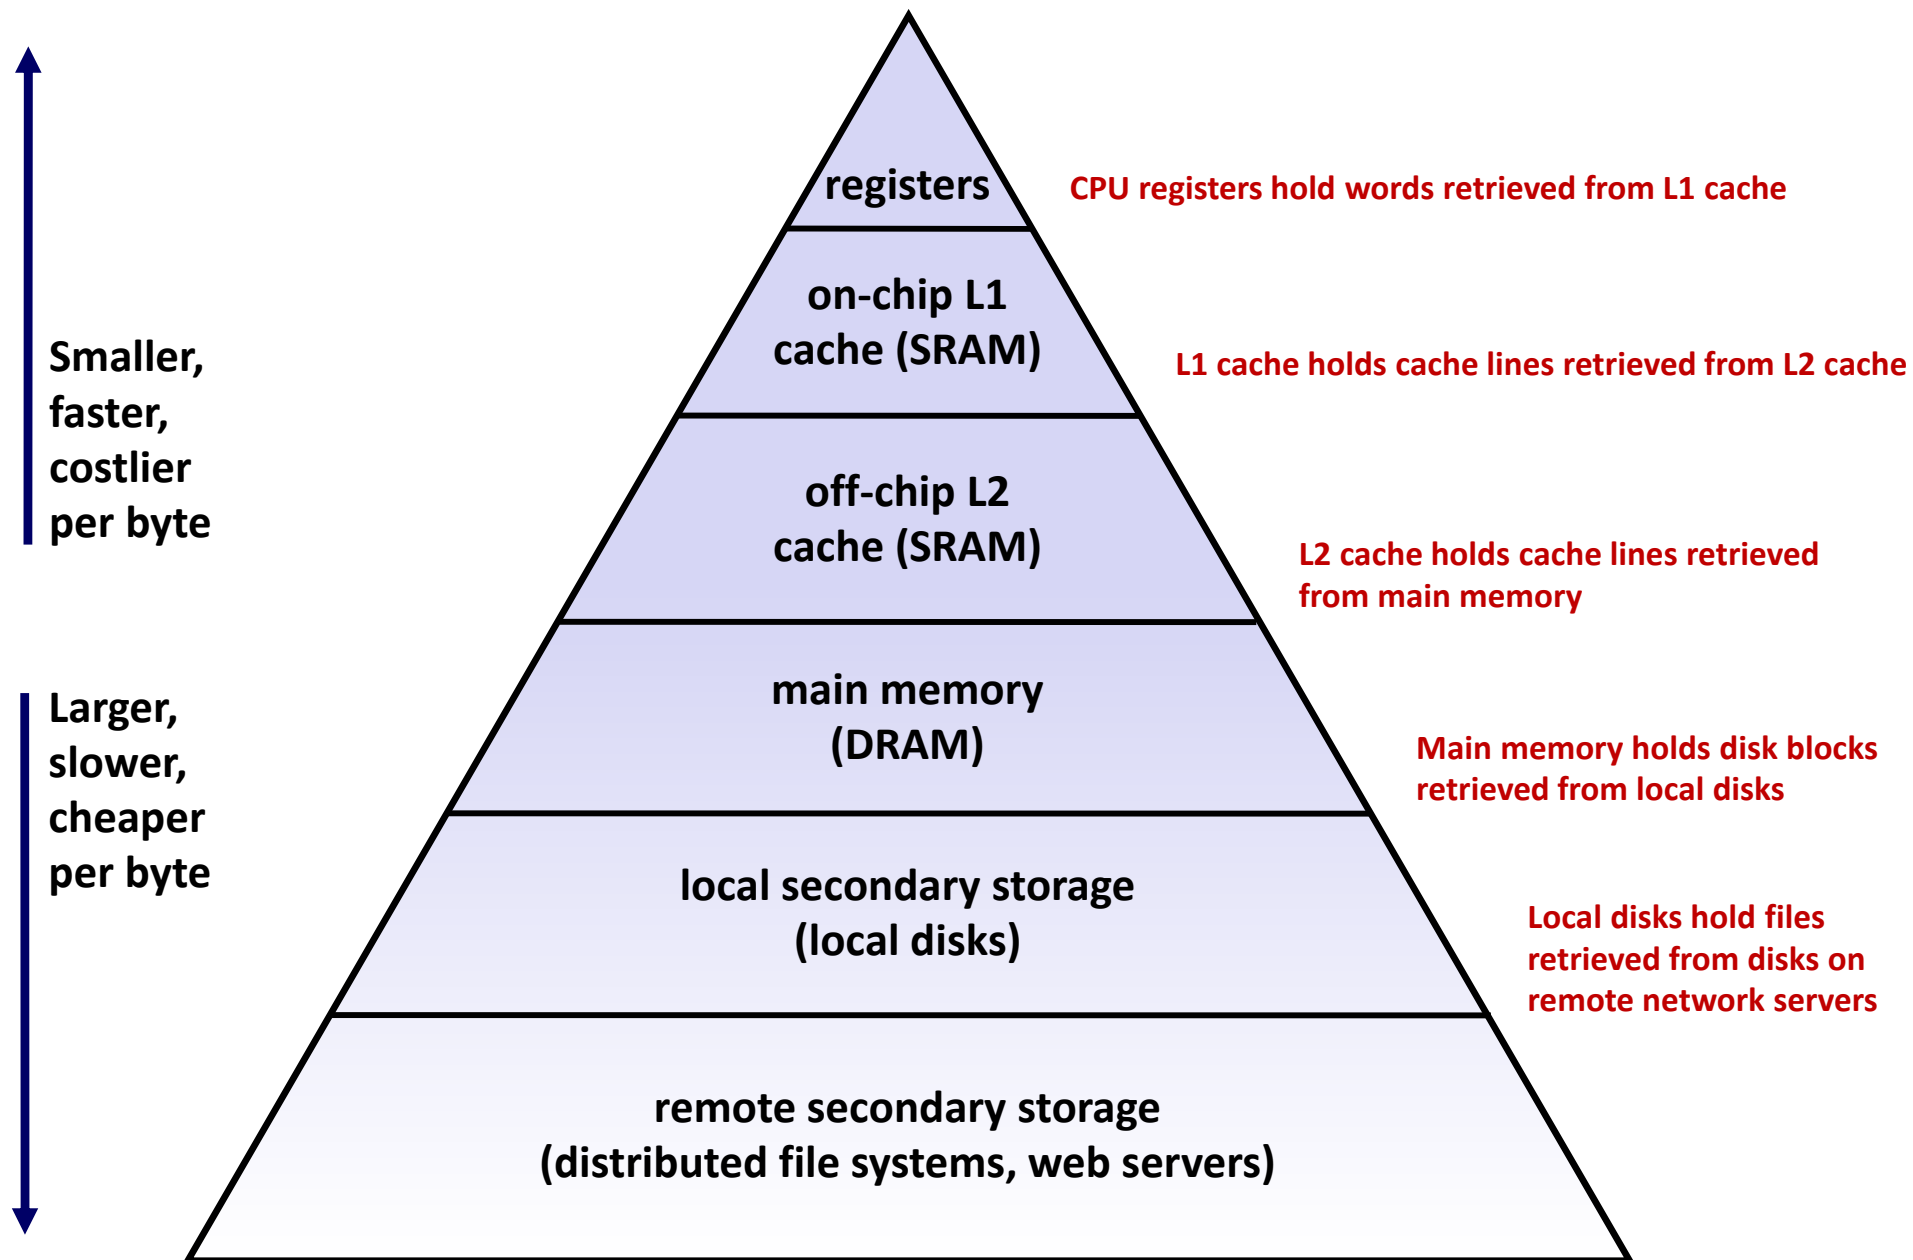 registers
CPU registers hold words retrieved from L1 cache
on-chip L1
cache (SRAM)
L1 cache holds cache lines retrieved from L2 cache
Smaller,
faster,
costlier
per byte
off-chip L2
cache (SRAM)
L2 cache holds cache lines retrieved
from main memory
Larger,
slower,
cheaper
per byte
main memory
(DRAM)
Main memory holds disk blocks
retrieved from local disks
local secondary storage
(local disks)
Local disks hold files
retrieved from disks on
remote network servers
remote secondary storage
(distributed file systems, web servers)